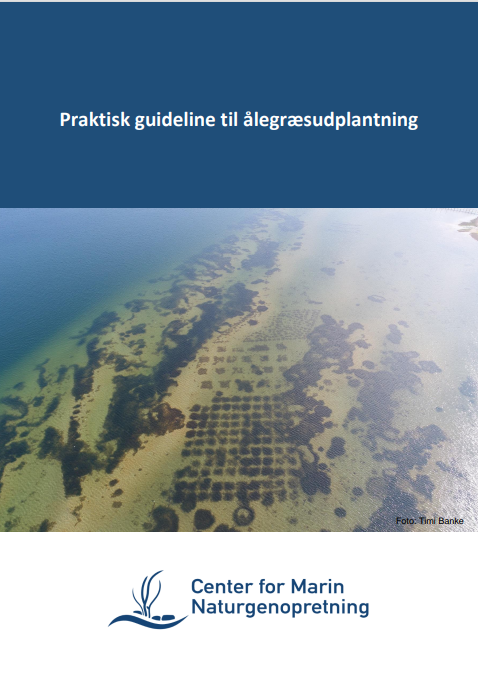 Praktisk guideline til ålegræsudplantning
Foto: Timi Banke
Center for Marin
Naturgenopretning